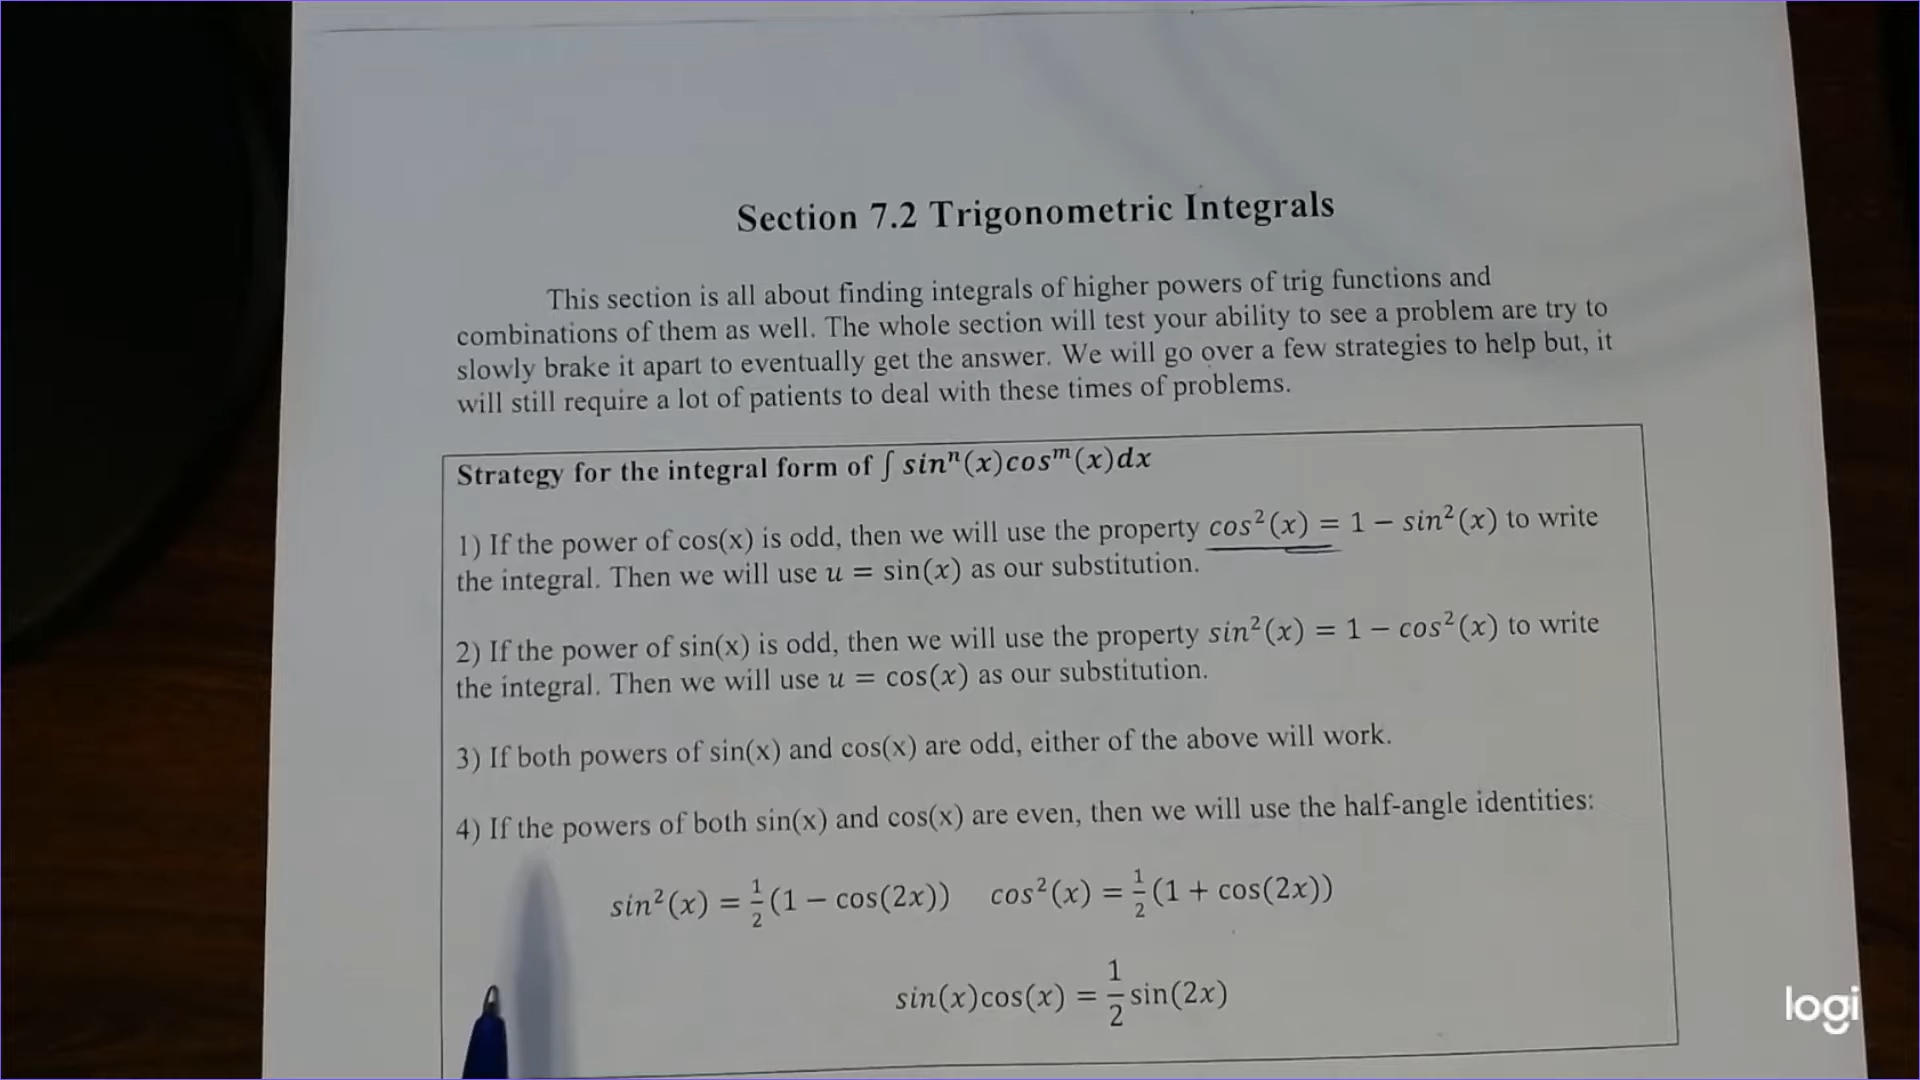 Section 7.2 Trigonometric Integrals
This section is all about finding integrals of higher powers of trig functions and
combinations of them as well. The whole section will test your ability to see a problem are try to
slowly brake it apart to eventually get the answer. We will go over a few strategies to help but, it
will still require a lot of patients to deal with these times of problems.
Strategy for the integral form of ∫ sinⁿ(x)cosᵐ(x)dx
1) If the power of cos(x) is odd, then we will use the property cos²(x) = 1 − sin²(x) to write
the integral. Then we will use u = sin(x) as our substitution.
2) If the power of sin(x) is odd, then we will use the property sin²(x) = 1 − cos²(x) to write
the integral. Then we will use u = cos(x) as our substitution.
3) If both powers of sin(x) and cos(x) are odd, either of the above will work.
4) If the powers of both sin(x) and cos(x) are even, then we will use the half-angle identities:
sin²(x) = 1/2(1 − cos(2x)) cos²(x) = 1/2(1 + cos(2x))
sin(x)cos(x) = 1/2 sin(2x)
logi